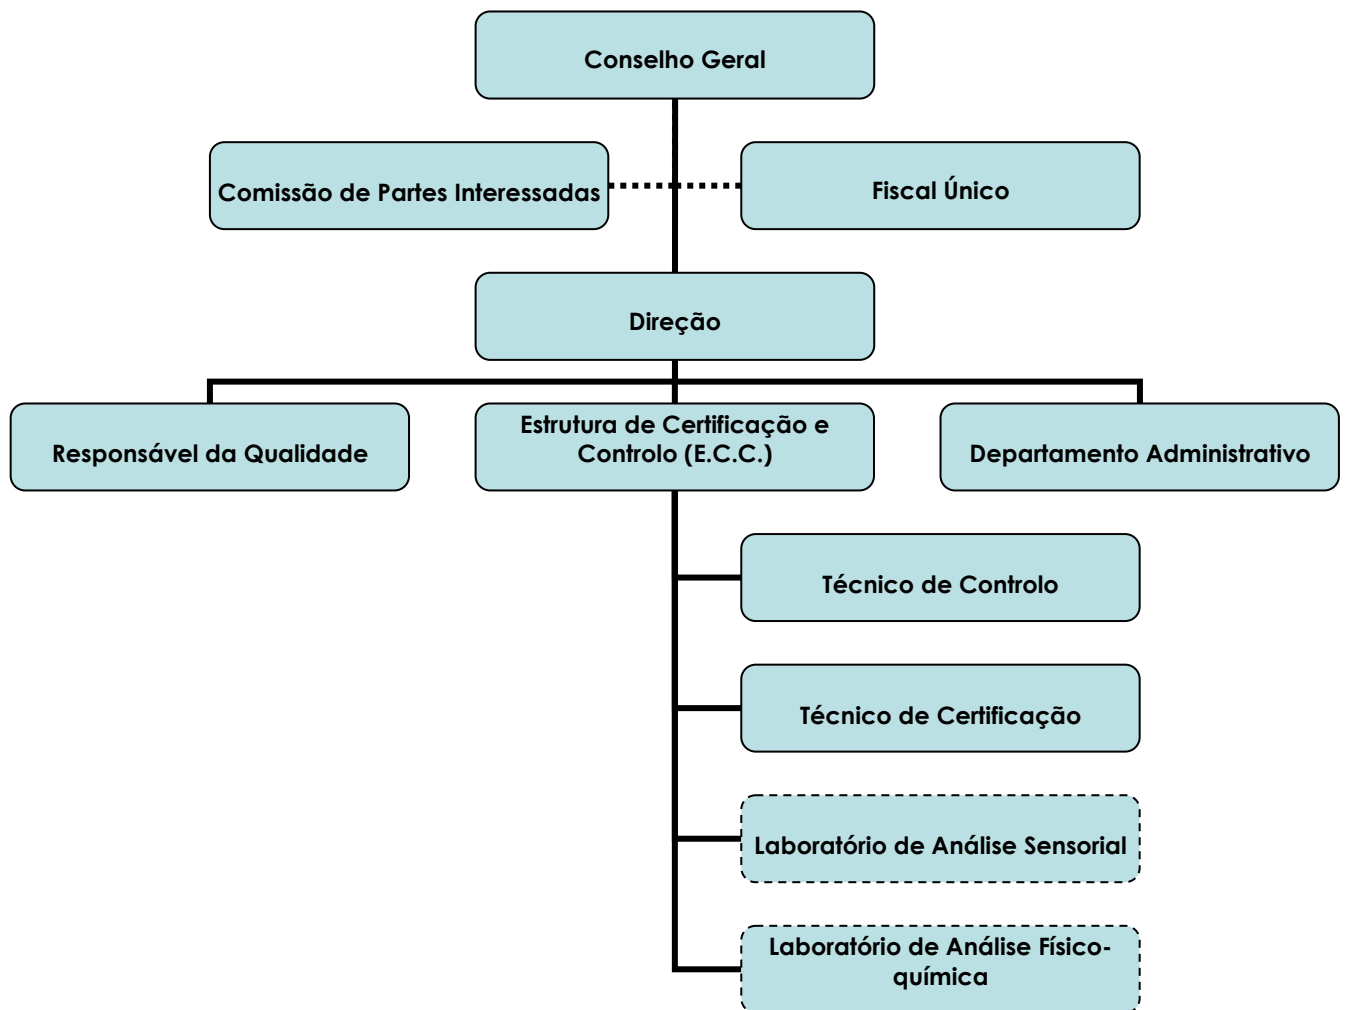 Conselho Geral
Comissão de Partes Interessadas
Fiscal Único
Direção
Responsável da Qualidade
Estrutura de Certificação e
Controlo (E.C.C.)
Departamento Administrativo
Técnico de Controlo
Técnico de Certificação
Laboratório de Análise Sensorial
Laboratório de Análise Físico-
química